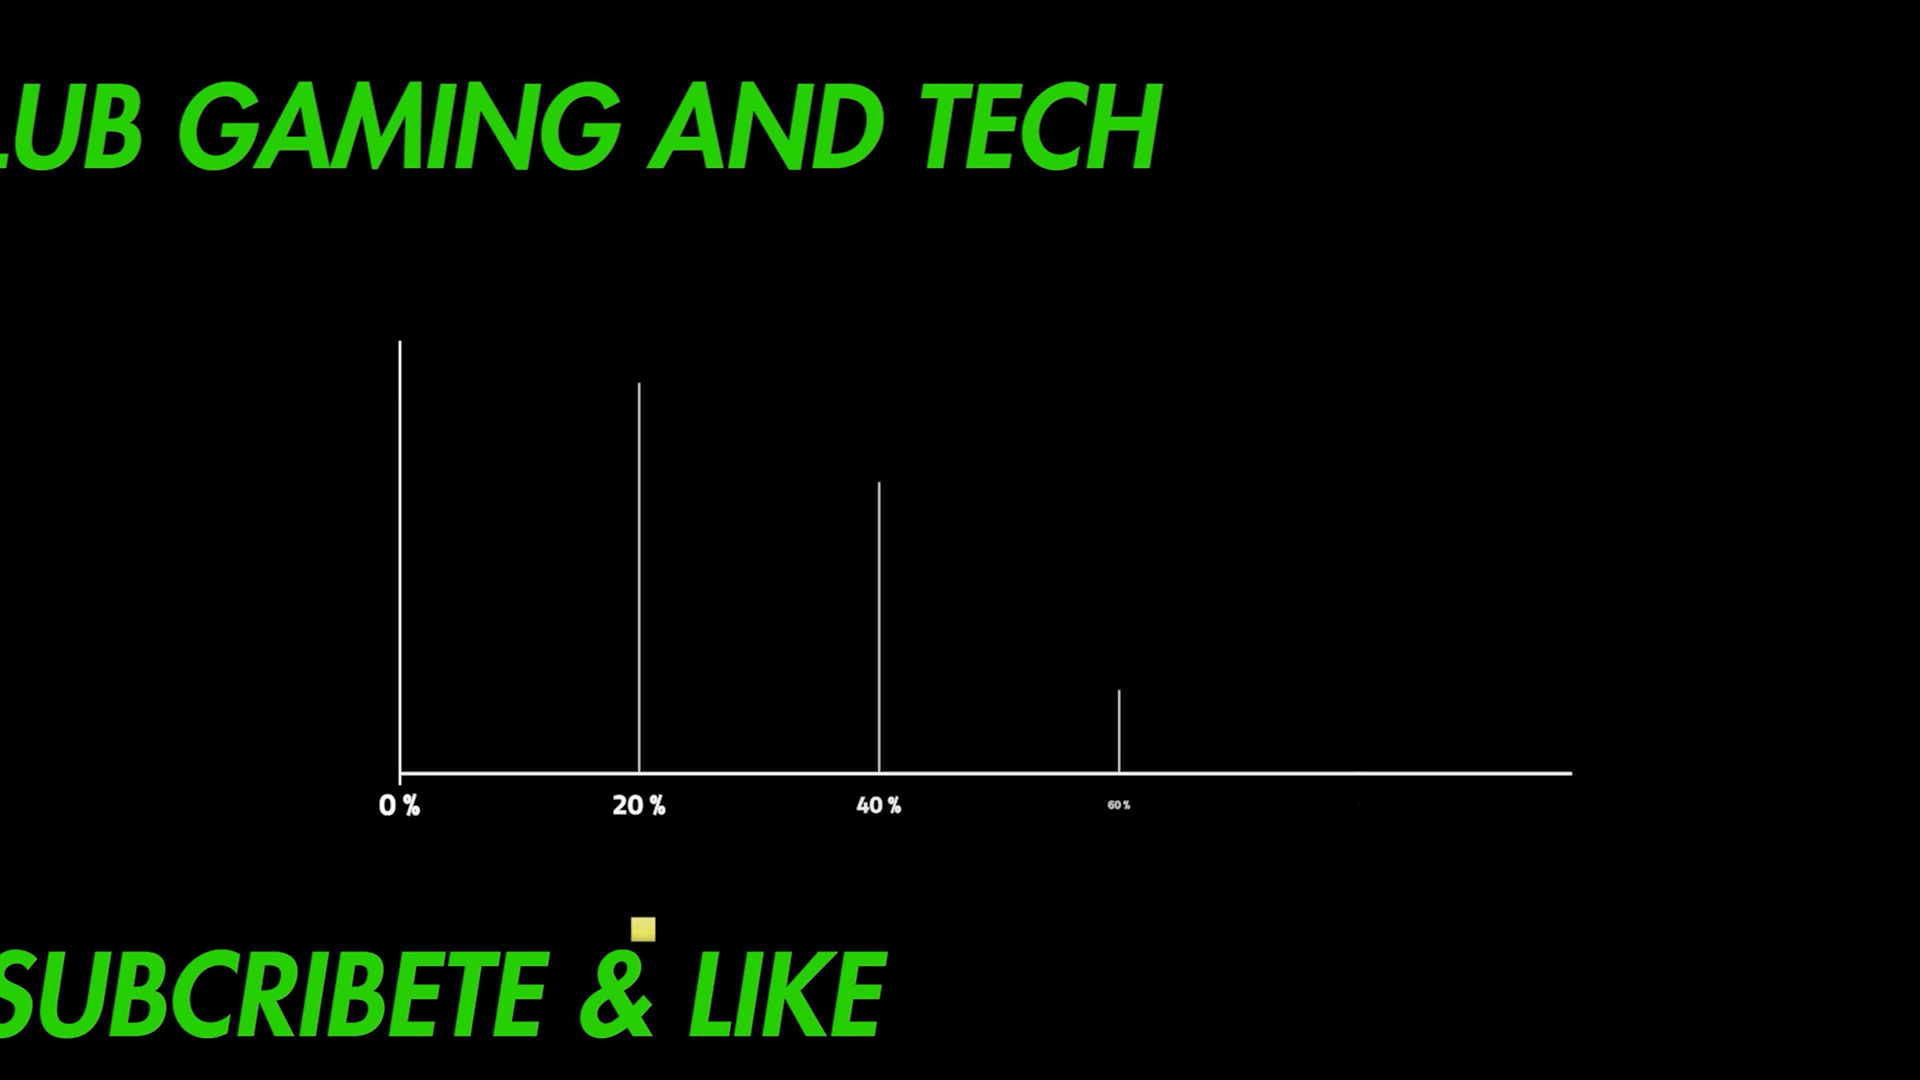 LUB GAMING AND TECH
0 % 20 % 40 % 60 %
SUBCRIBETE & LIKE